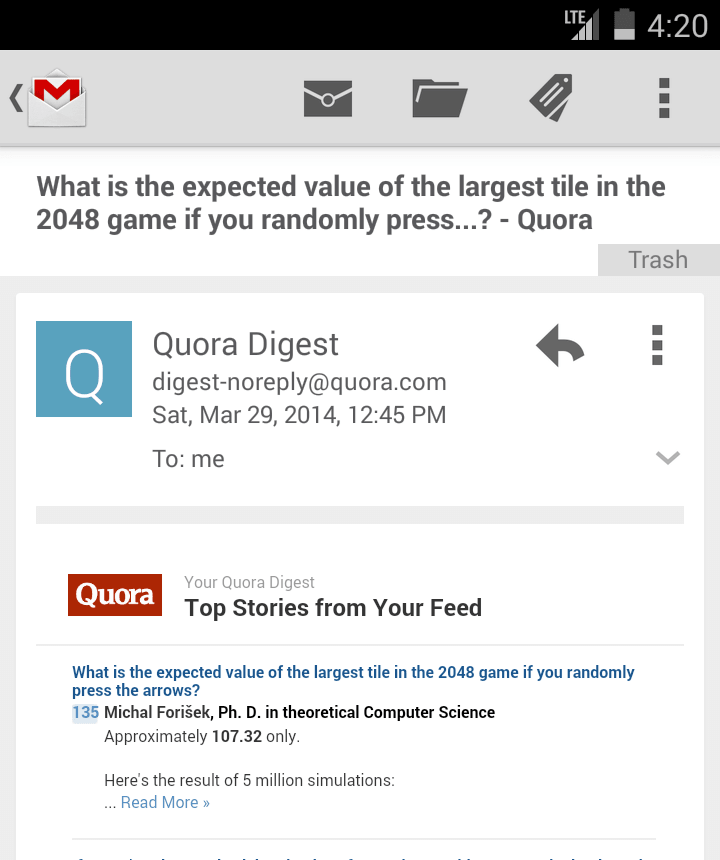 LTE 4:20
What is the expected value of the largest tile in the
2048 game if you randomly press...? - Quora
Trash
Q
Quora Digest
digest-noreply@quora.com
Sat, Mar 29, 2014, 12:45 PM
To: me
Quora
Your Quora Digest
Top Stories from Your Feed
What is the expected value of the largest tile in the 2048 game if you randomly
press the arrows?
135 Michal Forišek, Ph. D. in theoretical Computer Science
Approximately 107.32 only.
Here's the result of 5 million simulations:
... Read More »